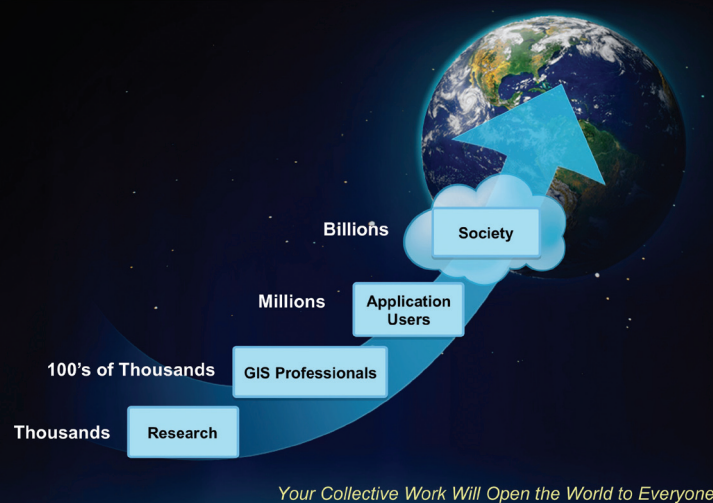 Billions
Society
Millions
Application
Users
100's of Thousands
GIS Professionals
Thousands
Research
Your Collective Work Will Open the World to Everyone